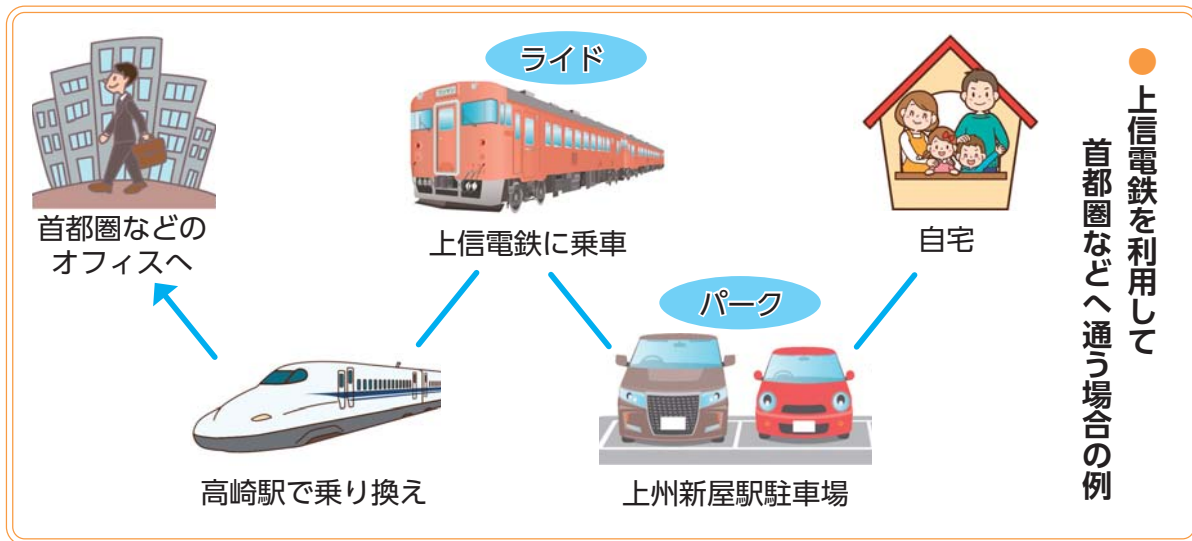 ● 上信電鉄を利用して
首都圏などへ通う場合の例
自宅
パーク
上州新屋駅駐車場
ライド
上信電鉄に乗車
高崎駅で乗り換え
首都圏などの
オフィスへ